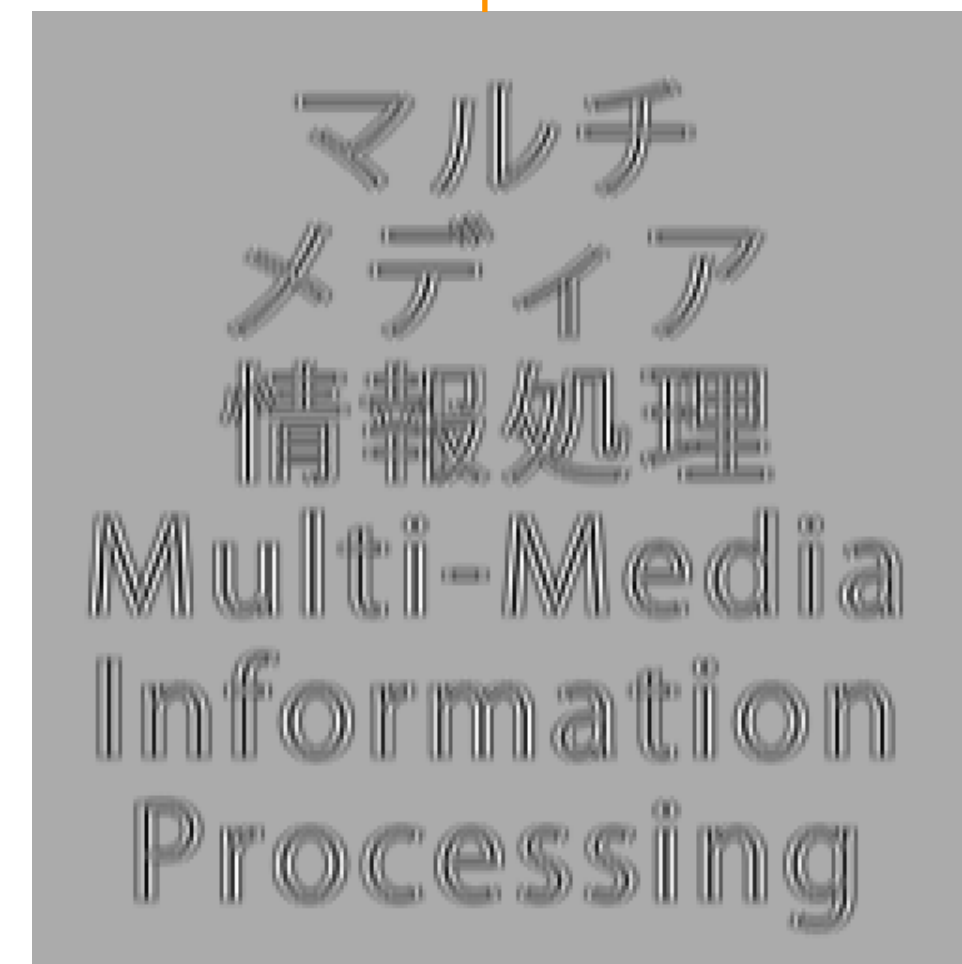 マルチ
メディア
情報処理
Multi-Media
Information
Processing